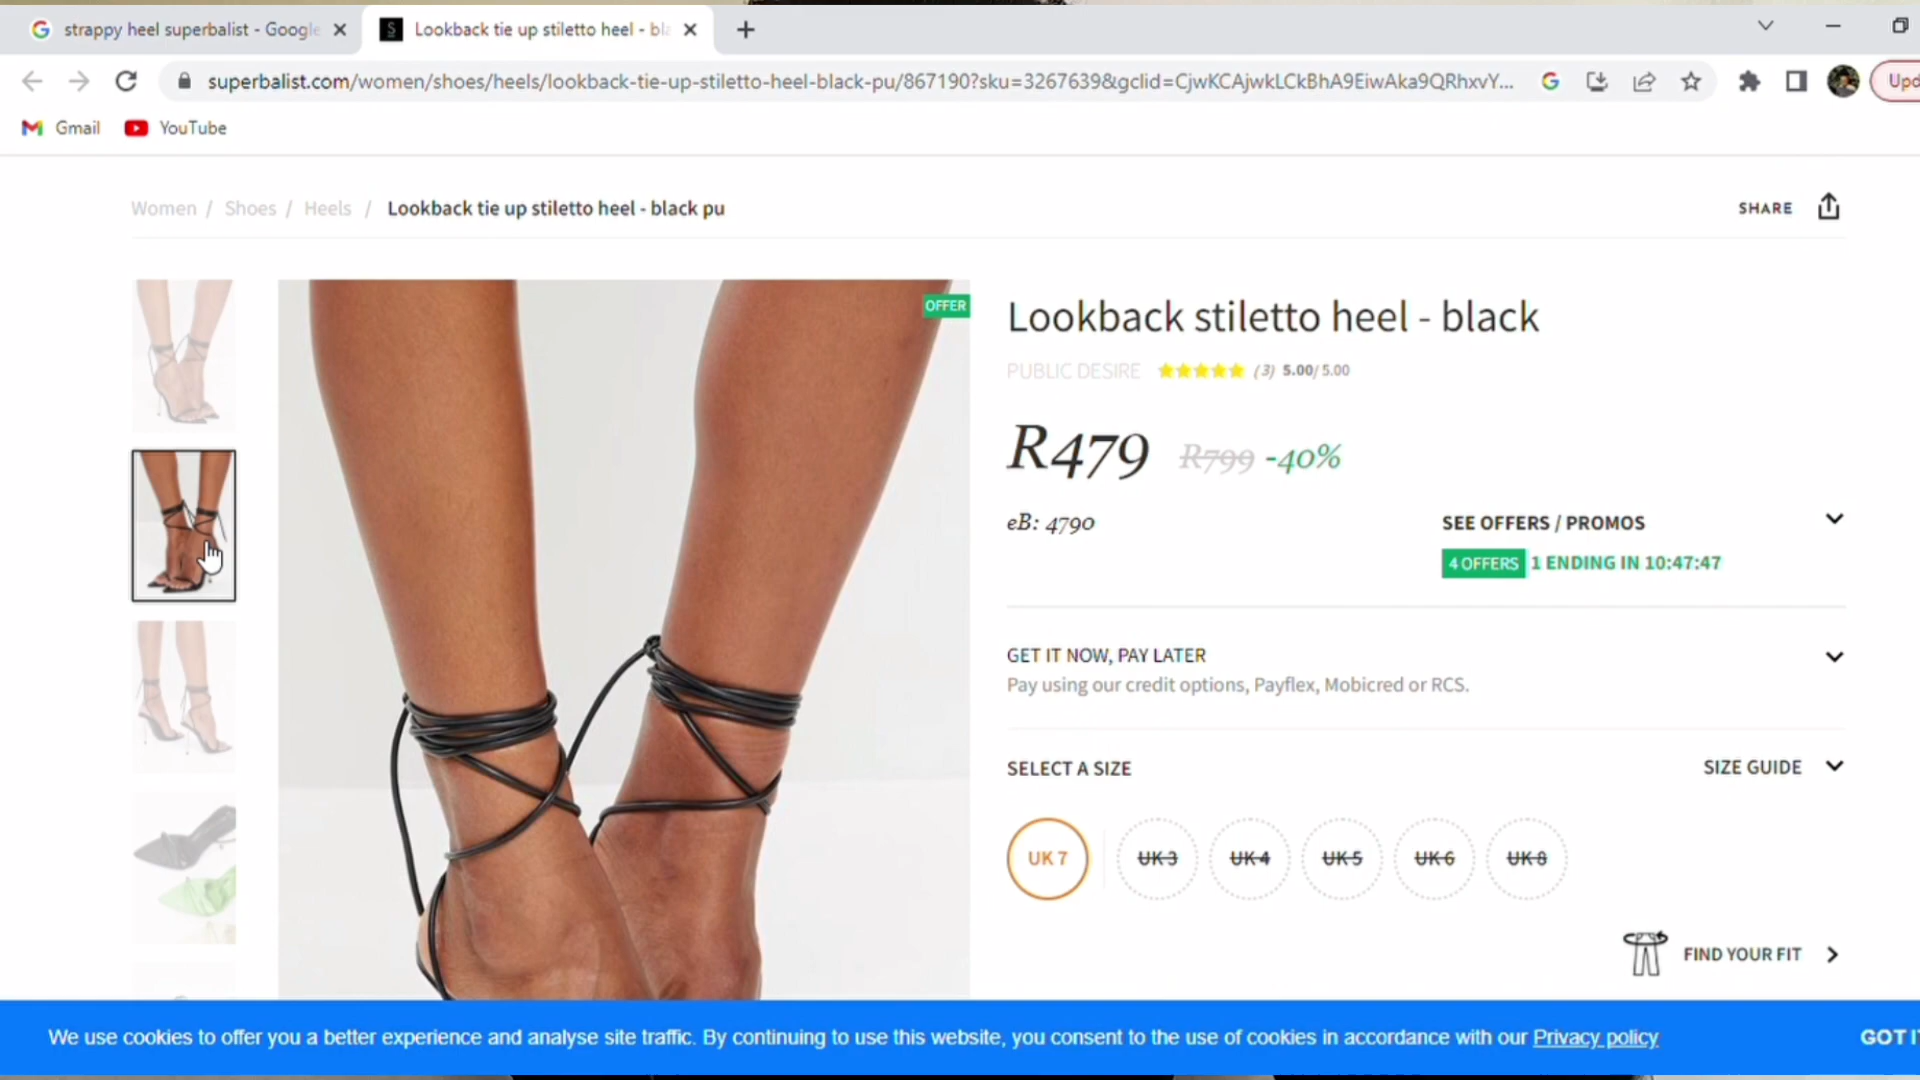 strappy heel superbalist - Google
Lookback tie up stiletto heel - bla
superbalist.com/women/shoes/heels/lookback-tie-up-stiletto-heel-black-pu/867190?sku=3267639&gclid=CjwKCAjwkLCkBhA9EiwAka9QRhxvY...
Upd
Gmail YouTube
Women / Shoes / Heels / Lookback tie up stiletto heel - black pu
SHARE
OFFER
Lookback stiletto heel - black
PUBLIC DESIRE (3) 5.00/ 5.00
R479 R799 -40%
eB: 4790
SEE OFFERS / PROMOS
4 OFFERS 1 ENDING IN 10:47:47
GET IT NOW, PAY LATER
Pay using our credit options, Payflex, Mobicred or RCS.
SELECT A SIZE SIZE GUIDE
UK 7 UK 3 UK 4 UK 5 UK 6 UK 8
FIND YOUR FIT
We use cookies to offer you a better experience and analyse site traffic. By continuing to use this website, you consent to the use of cookies in accordance with our Privacy policy
GOT IT